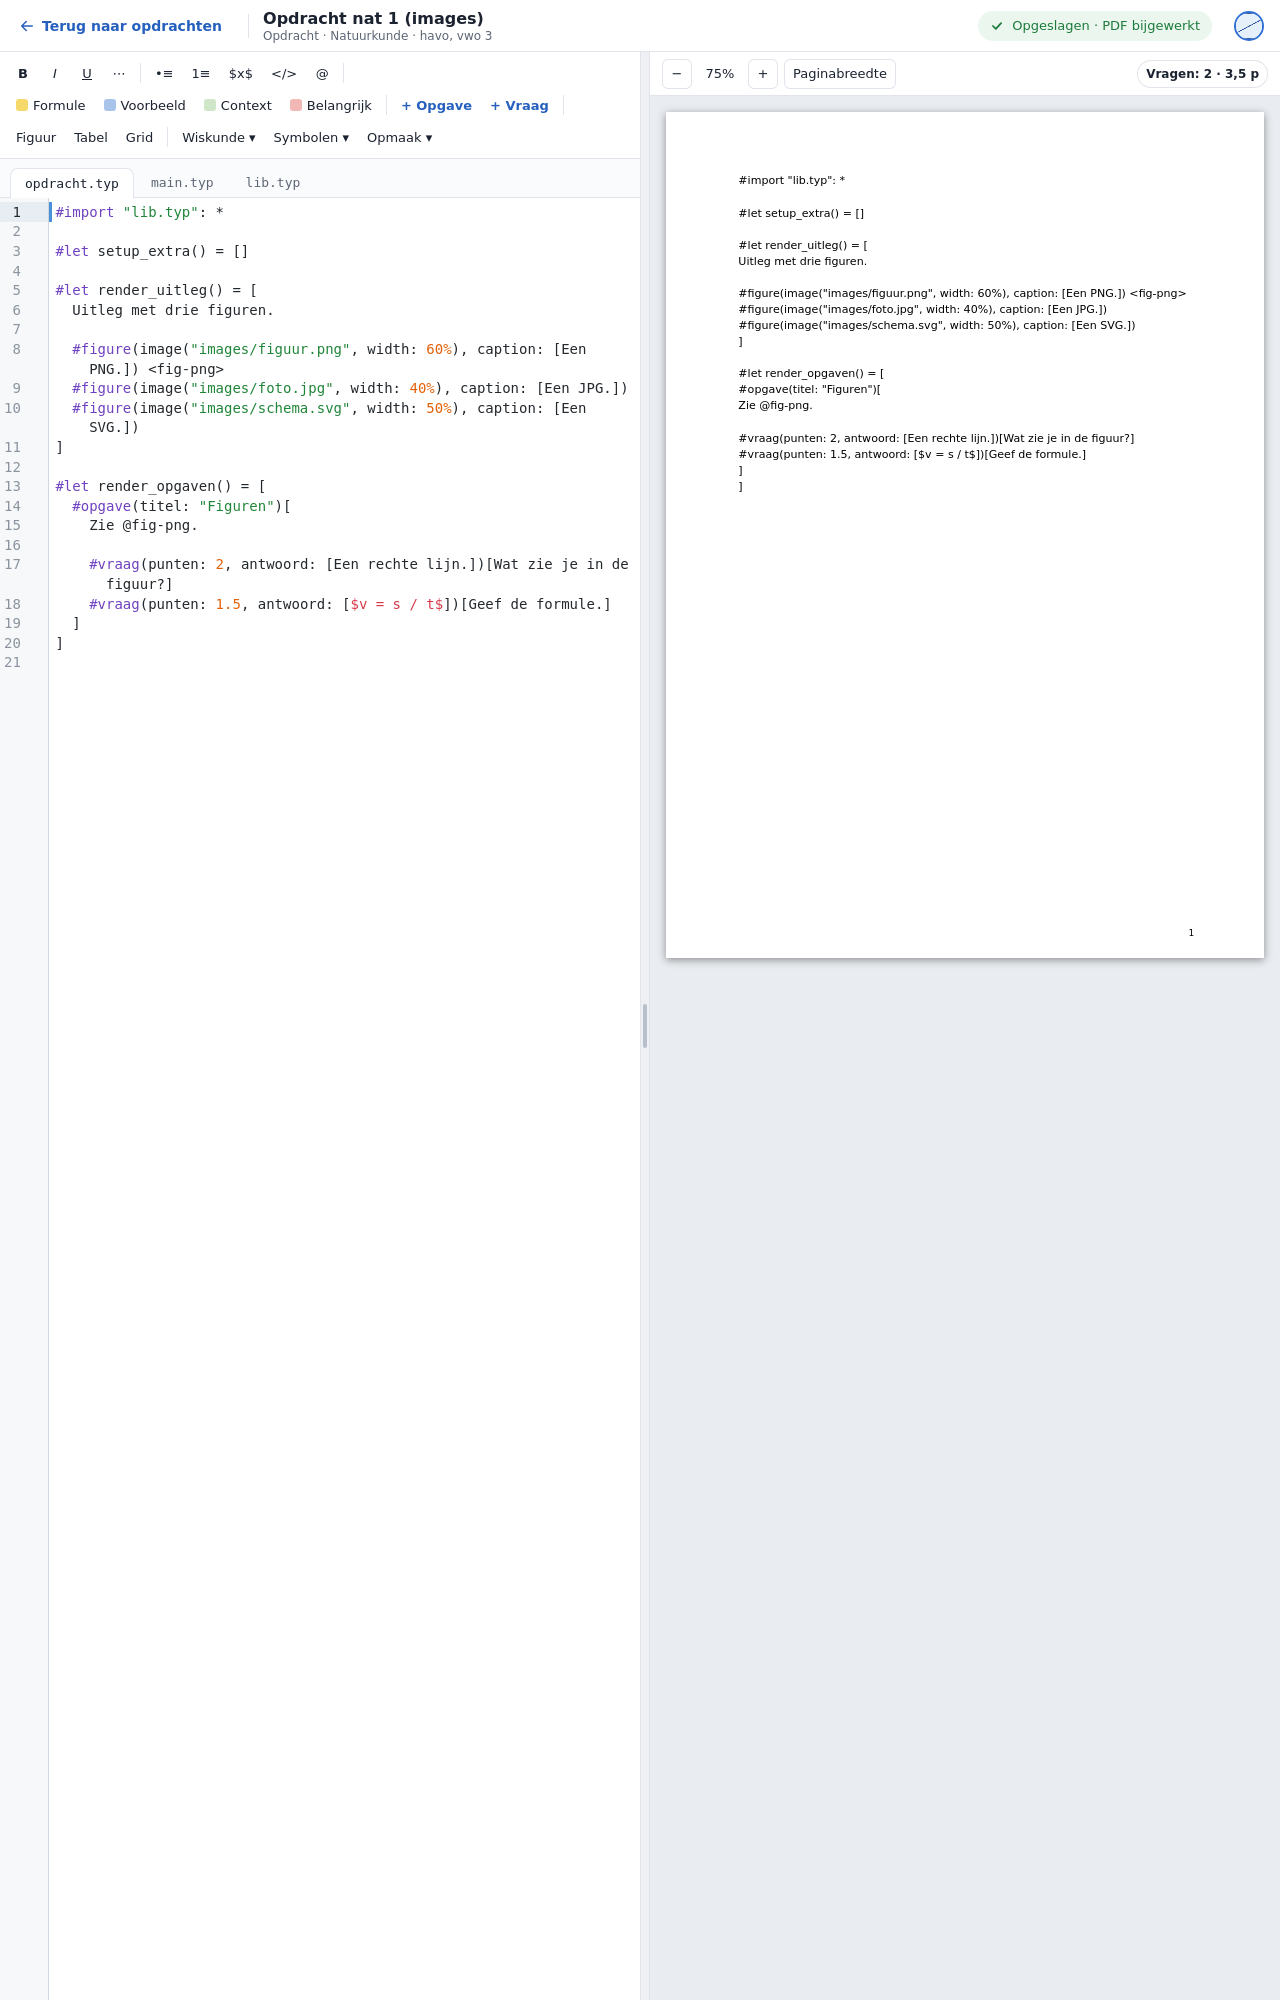 Terug naar opdrachten
Opdracht nat 1 (images)
Opdracht · Natuurkunde · havo, vwo 3
Opgeslagen · PDF bijgewerkt
B I U ··· •≡ 1≡ $x$ </> @
Formule Voorbeeld Context Belangrijk + Opgave + Vraag
Figuur Tabel Grid Wiskunde ▾ Symbolen ▾ Opmaak ▾
opdracht.typ main.typ lib.typ
1 #import "lib.typ": *
2
3 #let setup_extra() = []
4
5 #let render_uitleg() = [
6 Uitleg met drie figuren.
7
8 #figure(image("images/figuur.png", width: 60%), caption: [Een
PNG.]) <fig-png>
9 #figure(image("images/foto.jpg", width: 40%), caption: [Een JPG.])
10 #figure(image("images/schema.svg", width: 50%), caption: [Een
SVG.])
11 ]
12
13 #let render_opgaven() = [
14 #opgave(titel: "Figuren")[
15 Zie @fig-png.
16
17 #vraag(punten: 2, antwoord: [Een rechte lijn.])[Wat zie je in de
figuur?]
18 #vraag(punten: 1.5, antwoord: [$v = s / t$])[Geef de formule.]
19 ]
20 ]
21
− 75% + Paginabreedte
Vragen: 2 · 3,5 p
#import "lib.typ": *
#let setup_extra() = []
#let render_uitleg() = [
Uitleg met drie figuren.
#figure(image("images/figuur.png", width: 60%), caption: [Een PNG.]) <fig-png>
#figure(image("images/foto.jpg", width: 40%), caption: [Een JPG.])
#figure(image("images/schema.svg", width: 50%), caption: [Een SVG.])
]
#let render_opgaven() = [
#opgave(titel: "Figuren")[
Zie @fig-png.
#vraag(punten: 2, antwoord: [Een rechte lijn.])[Wat zie je in de figuur?]
#vraag(punten: 1.5, antwoord: [$v = s / t$])[Geef de formule.]
]
]
1